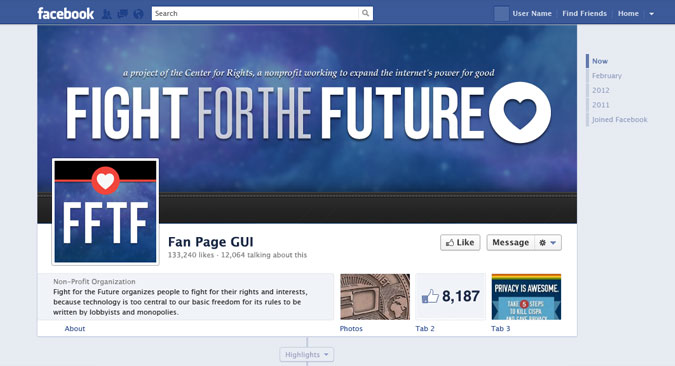 facebook
Search
User Name Find Friends Home
a project of the Center for Rights, a nonprofit working to expand the internet's power for good
FIGHT FOR THE FUTURE
Now
February
2012
2011
Joined Facebook
FFTF
Fan Page GUI
133,240 likes · 12,064 talking about this
Like
Message
Non-Profit Organization
Fight for the Future organizes people to fight for their rights and interests,
because technology is too central to our basic freedom for its rules to be
written by lobbyists and monopolies.
8,187
PRIVACY IS AWESOME.
TAKE 5 STEPS
TO KILL CISPA
AND SAVE PRIVACY
About
Photos
Tab 2
Tab 3
Highlights